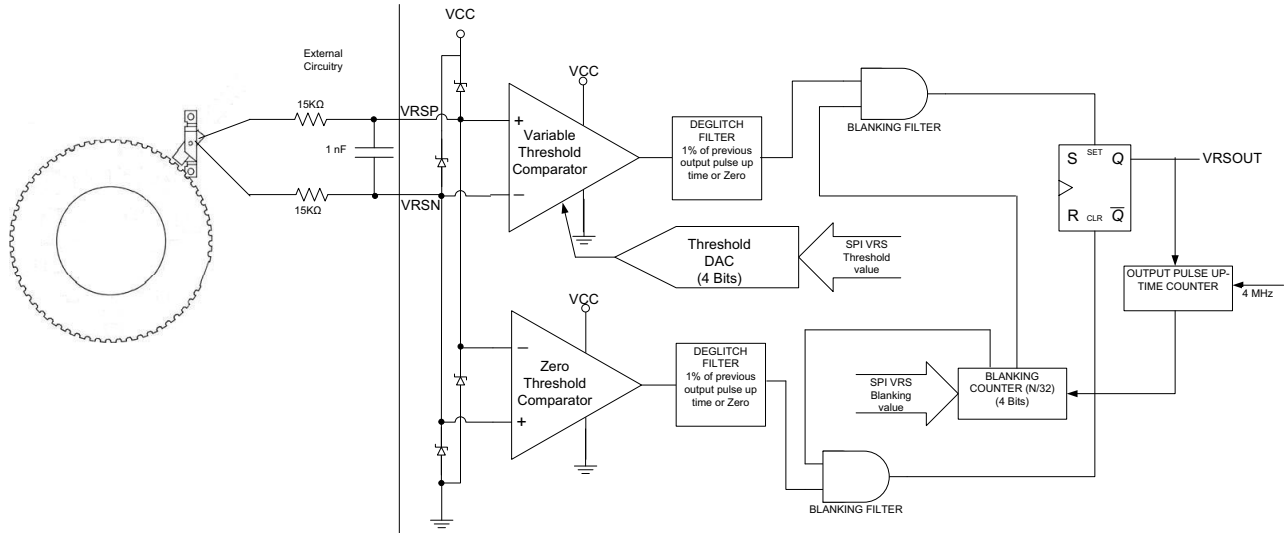 VCC
External
Circuitry
15KΩ
VRSP
1 nF
15KΩ
VRSN
VCC
+
Variable
Threshold
Comparator
−
DEGLITCH
FILTER
1% of previous
output pulse up
time or Zero
BLANKING FILTER
S SET Q
R CLR Q̅
VRSOUT
Threshold
DAC
(4 Bits)
SPI VRS
Threshold
value
OUTPUT PULSE UP-
TIME COUNTER
4 MHz
VCC
−
Zero
Threshold
Comparator
+
DEGLITCH
FILTER
1% of previous
output pulse up
time or Zero
SPI VRS
Blanking
value
BLANKING
COUNTER (N/32)
(4 Bits)
BLANKING FILTER